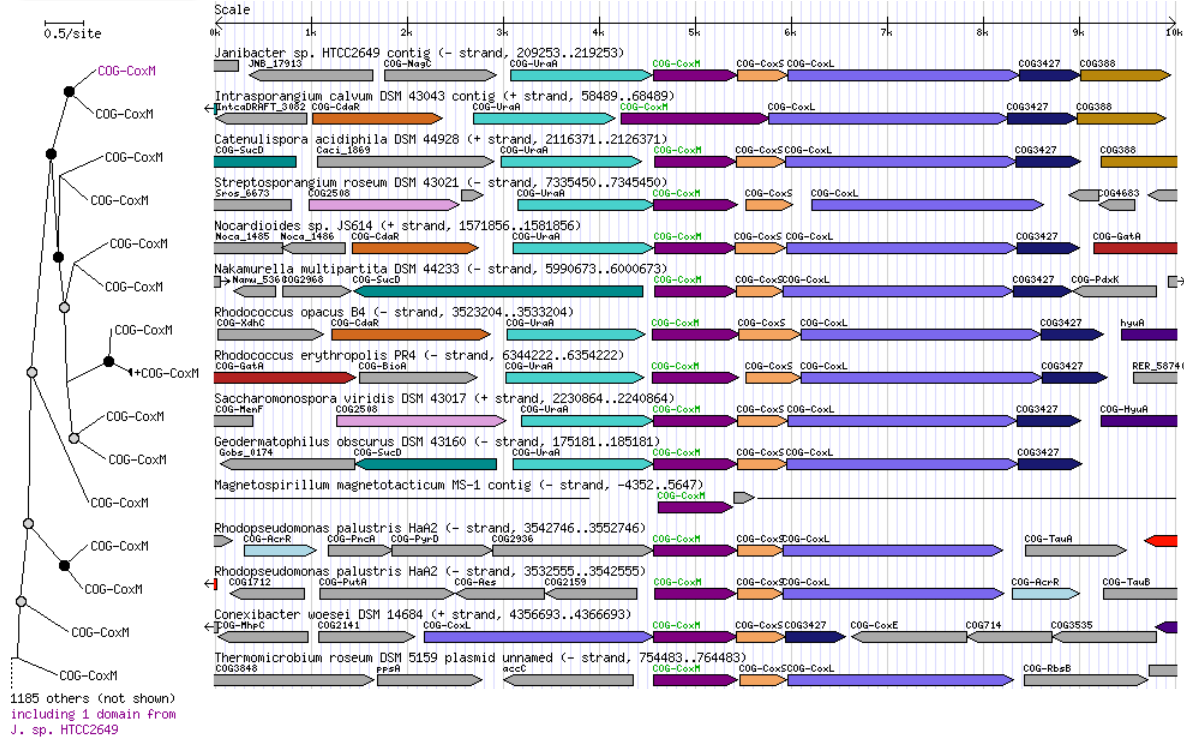 Scale
0.5/site
0k 1k 2k 3k 4k 5k 6k 7k 8k 9k 10k
Janibacter sp. HTCC2649 contig (− strand, 209253..219253)
COG-CoxM JNB_17913 COG-NagC COG-UraA COG-CoxM COG-CoxS COG-CoxL COG3427 COG388
Intrasporangium calvum DSM 43043 contig (+ strand, 58489..68489)
COG-CoxM IntcaDRAFT_3082 COG-CdaR COG-UraA COG-CoxM COG-CoxL COG3427 COG388
Catenulispora acidiphila DSM 44928 (+ strand, 2116371..2126371)
COG-CoxM COG-SucD Caci_1869 COG-UraA COG-CoxM COG-CoxS COG-CoxL COG3427 COG388
Streptosporangium roseum DSM 43021 (− strand, 7335450..7345450)
COG-CoxM Sros_6673 COG2508 COG-UraA COG-CoxM COG-CoxS COG-CoxL COG4683
Nocardioides sp. JS614 (+ strand, 1571856..1581856)
COG-CoxM Noca_1485 Noca_1486 COG-CdaR COG-UraA COG-CoxM COG-CoxS COG-CoxL COG3427 COG-GatA
Nakamurella multipartita DSM 44233 (− strand, 5990673..6000673)
COG-CoxM Namu_536 COG2968 COG-SucD COG-CoxM COG-CoxS COG-CoxL COG3427 COG-PdxK
Rhodococcus opacus B4 (− strand, 3523204..3533204)
COG-CoxM COG-XdhC COG-CdaR COG-UraA COG-CoxM COG-CoxS COG-CoxL COG3427 hyuA
Rhodococcus erythropolis PR4 (− strand, 6344222..6354222)
+COG-CoxM COG-GatA COG-BioA COG-UraA COG-CoxM COG-CoxS COG-CoxL COG3427 RER_5874
Saccharomonospora viridis DSM 43017 (+ strand, 2230864..2240864)
COG-CoxM COG-MenF COG2508 COG-UraA COG-CoxM COG-CoxS COG-CoxL COG3427 COG-HyuA
Geodermatophilus obscurus DSM 43160 (− strand, 175181..185181)
COG-CoxM Gobs_0174 COG-SucD COG-UraA COG-CoxM COG-CoxS COG-CoxL COG3427
Magnetospirillum magnetotacticum MS-1 contig (− strand, -4352..5647)
COG-CoxM COG-CoxM
Rhodopseudomonas palustris HaA2 (− strand, 3542746..3552746)
COG-CoxM COG-AcrR COG-PncA COG-PyrD COG2936 COG-CoxM COG-CoxS COG-CoxL COG-TauA
Rhodopseudomonas palustris HaA2 (− strand, 3532555..3542555)
COG-CoxM COG1712 COG-PutA COG-Aes COG2159 COG-CoxM COG-CoxS COG-CoxL COG-AcrR COG-TauB
Conexibacter woesei DSM 14684 (+ strand, 4356693..4366693)
COG-CoxM COG-MhpC COG2141 COG-CoxL COG-CoxM COG-CoxS COG3427 COG-CoxE COG714 COG3535
Thermomicrobium roseum DSM 5159 plasmid unnamed (− strand, 754483..764483)
COG-CoxM COG3848 ppsA accC COG-CoxM COG-CoxS COG-CoxL COG-RbsB
1185 others (not shown)
including 1 domain from
J. sp. HTCC2649